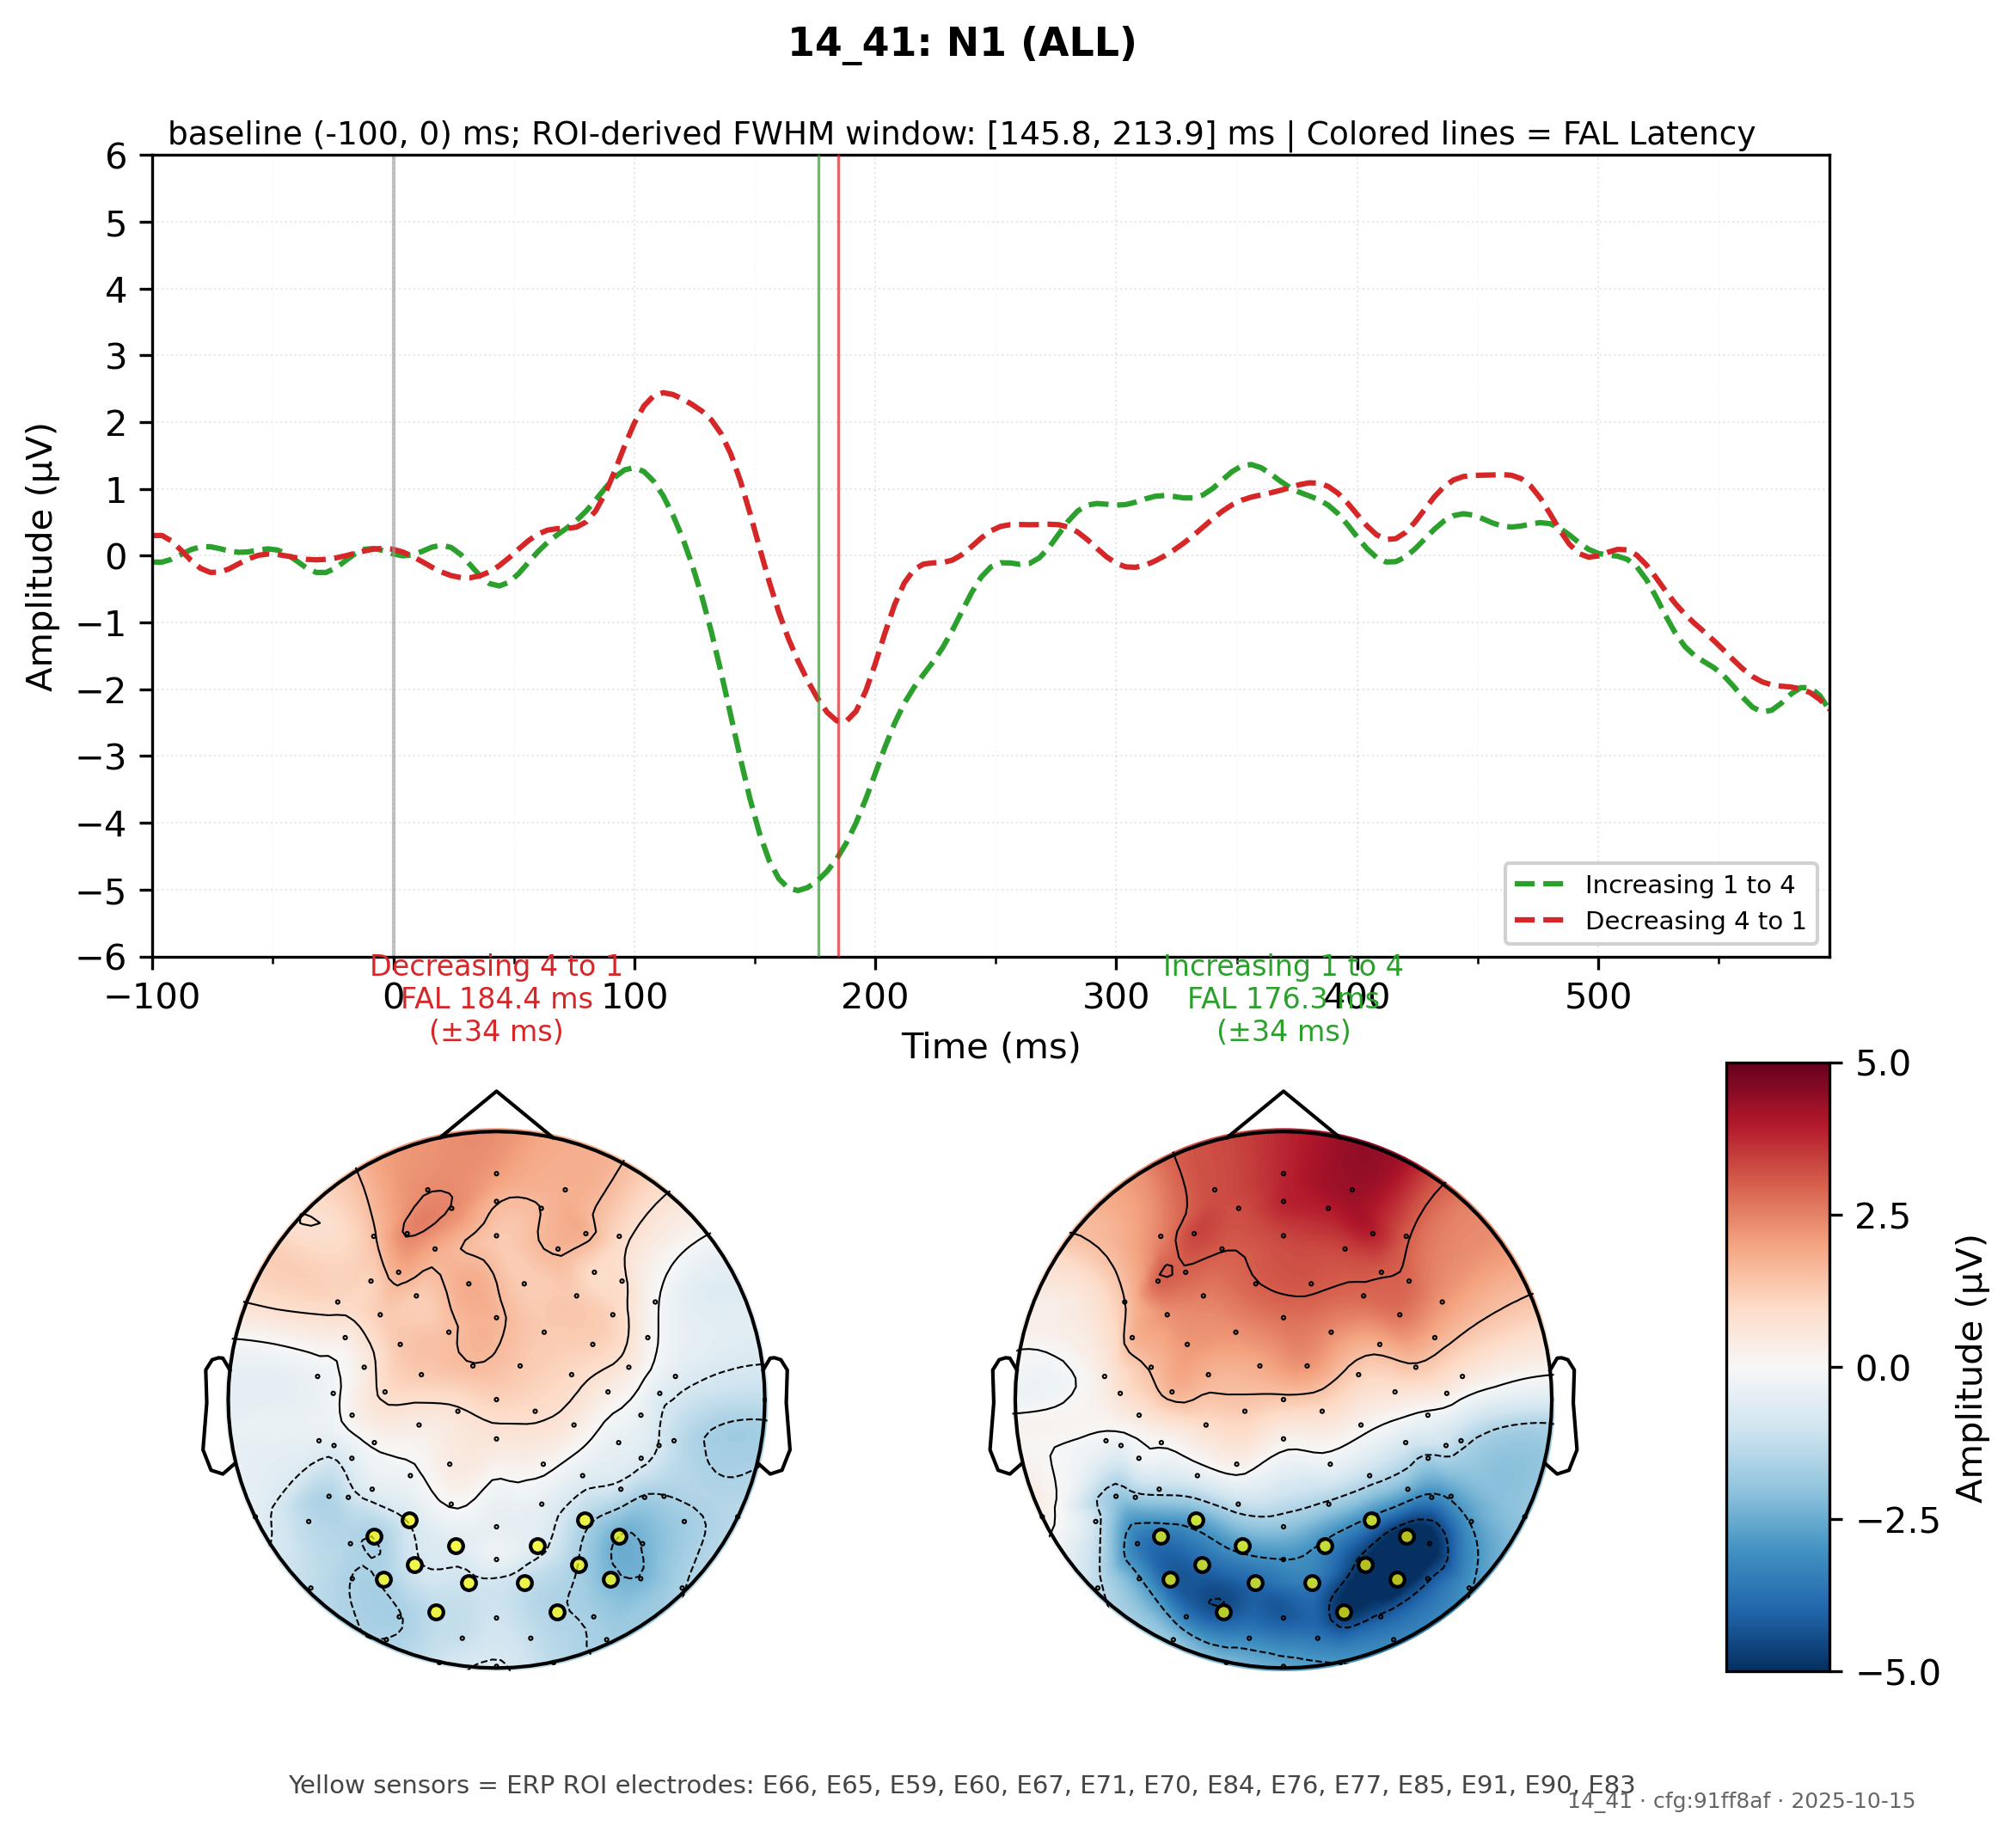 14_41: N1 (ALL)
baseline (-100, 0) ms; ROI-derived FWHM window: [145.8, 213.9] ms | Colored lines = FAL Latency
6
5
4
3
2
1
0
−1
−2
−3
−4
−5
−6
Amplitude (µV)
Increasing 1 to 4
Decreasing 4 to 1
−100 0 100 200 300 400 500
Time (ms)
Decreasing 4 to 1
FAL 184.4 ms
(±34 ms)
Increasing 1 to 4
FAL 176.3 ms
(±34 ms)
5.0
2.5
0.0
−2.5
−5.0
Amplitude (µV)
Yellow sensors = ERP ROI electrodes: E66, E65, E59, E60, E67, E71, E70, E84, E76, E77, E85, E91, E90, E83
14_41 · cfg:91ff8af · 2025-10-15